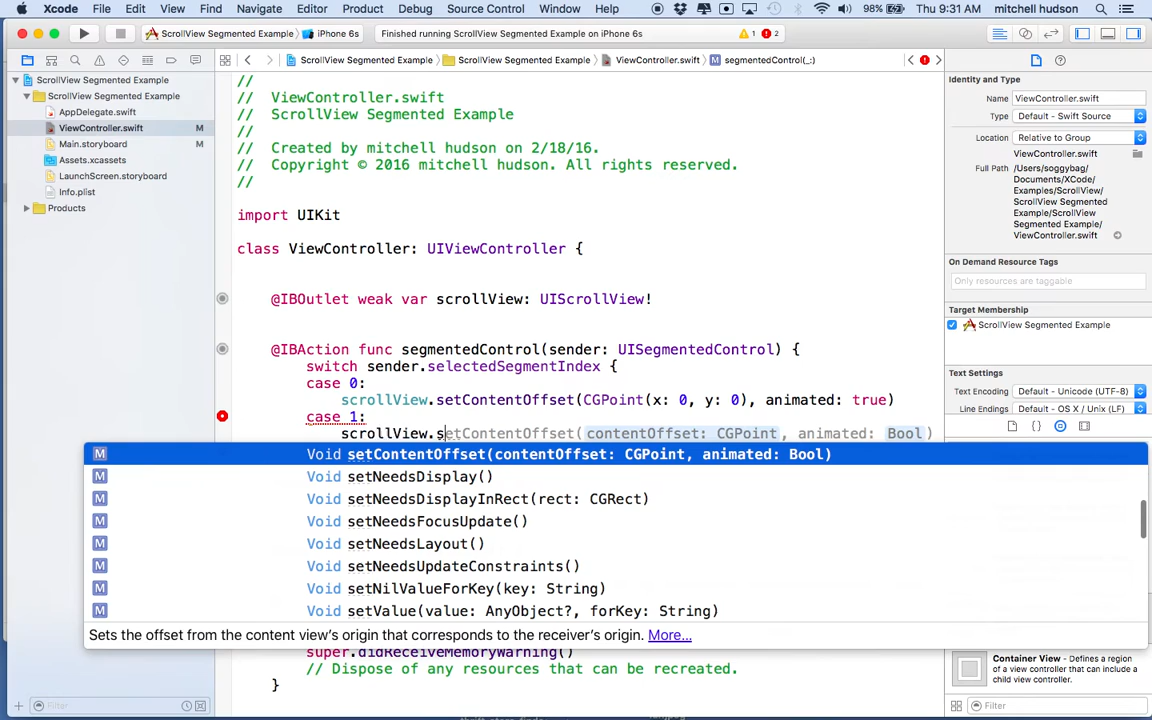 Xcode File Edit View Find Navigate Editor Product Debug Source Control Window Help 98% Thu 9:31 AM mitchell hudson
ScrollView Segmented Example iPhone 6s Finished running ScrollView Segmented Example on iPhone 6s 1 2
ScrollView Segmented Example ScrollView Segmented Example ViewController.swift segmentedControl(_:)
ScrollView Segmented Example
ScrollView Segmented Example
AppDelegate.swift
ViewController.swift M
Main.storyboard M
Assets.xcassets
LaunchScreen.storyboard
Info.plist
Products
Filter
//
// ViewController.swift
// ScrollView Segmented Example
//
// Created by mitchell hudson on 2/18/16.
// Copyright © 2016 mitchell hudson. All rights reserved.
//
import UIKit
class ViewController: UIViewController {
@IBOutlet weak var scrollView: UIScrollView!
@IBAction func segmentedControl(sender: UISegmentedControl) {
switch sender.selectedSegmentIndex {
case 0:
scrollView.setContentOffset(CGPoint(x: 0, y: 0), animated: true)
case 1:
scrollView.setContentOffset(contentOffset: CGPoint, animated: Bool)
M Void setContentOffset(contentOffset: CGPoint, animated: Bool)
M Void setNeedsDisplay()
M Void setNeedsDisplayInRect(rect: CGRect)
M Void setNeedsFocusUpdate()
M Void setNeedsLayout()
M Void setNeedsUpdateConstraints()
M Void setNilValueForKey(key: String)
M Void setValue(value: AnyObject?, forKey: String)
Sets the offset from the content view's origin that corresponds to the receiver's origin. More...
super.didReceiveMemoryWarning()
// Dispose of any resources that can be recreated.
}
Identity and Type
Name ViewController.swift
Type Default - Swift Source
Location Relative to Group
ViewController.swift
Full Path /Users/soggybag/
Documents/XCode/
Examples/ScrollView/
ScrollView Segmented
Example/ScrollView
Segmented Example/
ViewController.swift
On Demand Resource Tags
Only resources are taggable
Target Membership
ScrollView Segmented Example
Text Settings
Text Encoding Default - Unicode (UTF-8)
Line Endings Default - OS X / Unix (LF)
Container View - Defines a region
of a view controller that can include a
child view controller.
Filter